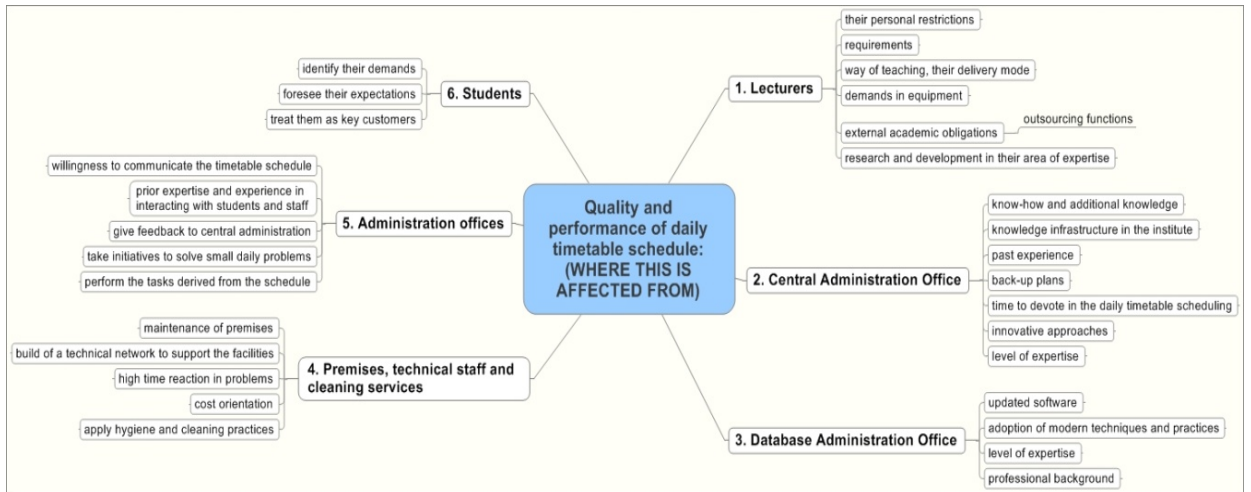 Quality and
performance of daily
timetable schedule:
(WHERE THIS IS
AFFECTED FROM)
1. Lecturers
their personal restrictions
requirements
way of teaching, their delivery mode
demands in equipment
external academic obligations
outsourcing functions
research and development in their area of expertise
2. Central Administration Office
know-how and additional knowledge
knowledge infrastructure in the institute
past experience
back-up plans
time to devote in the daily timetable scheduling
innovative approaches
level of expertise
3. Database Administration Office
updated software
adoption of modern techniques and practices
level of expertise
professional background
4. Premises, technical staff and
cleaning services
maintenance of premises
build of a technical network to support the facilities
high time reaction in problems
cost orientation
apply hygiene and cleaning practices
5. Administration offices
willingness to communicate the timetable schedule
prior expertise and experience in
interacting with students and staff
give feedback to central administration
take initiatives to solve small daily problems
perform the tasks derived from the schedule
6. Students
identify their demands
foresee their expectations
treat them as key customers